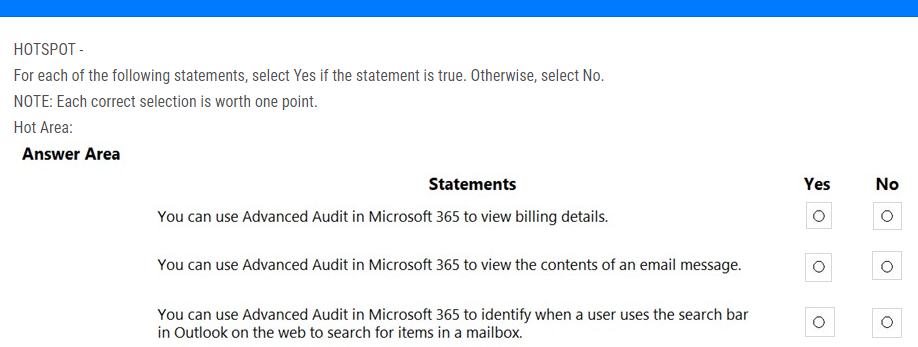 HOTSPOT -
For each of the following statements, select Yes if the statement is true. Otherwise, select No.
NOTE: Each correct selection is worth one point.
Hot Area:
Answer Area
Statements Yes No
You can use Advanced Audit in Microsoft 365 to view billing details.
You can use Advanced Audit in Microsoft 365 to view the contents of an email message.
You can use Advanced Audit in Microsoft 365 to identify when a user uses the search bar
in Outlook on the web to search for items in a mailbox.